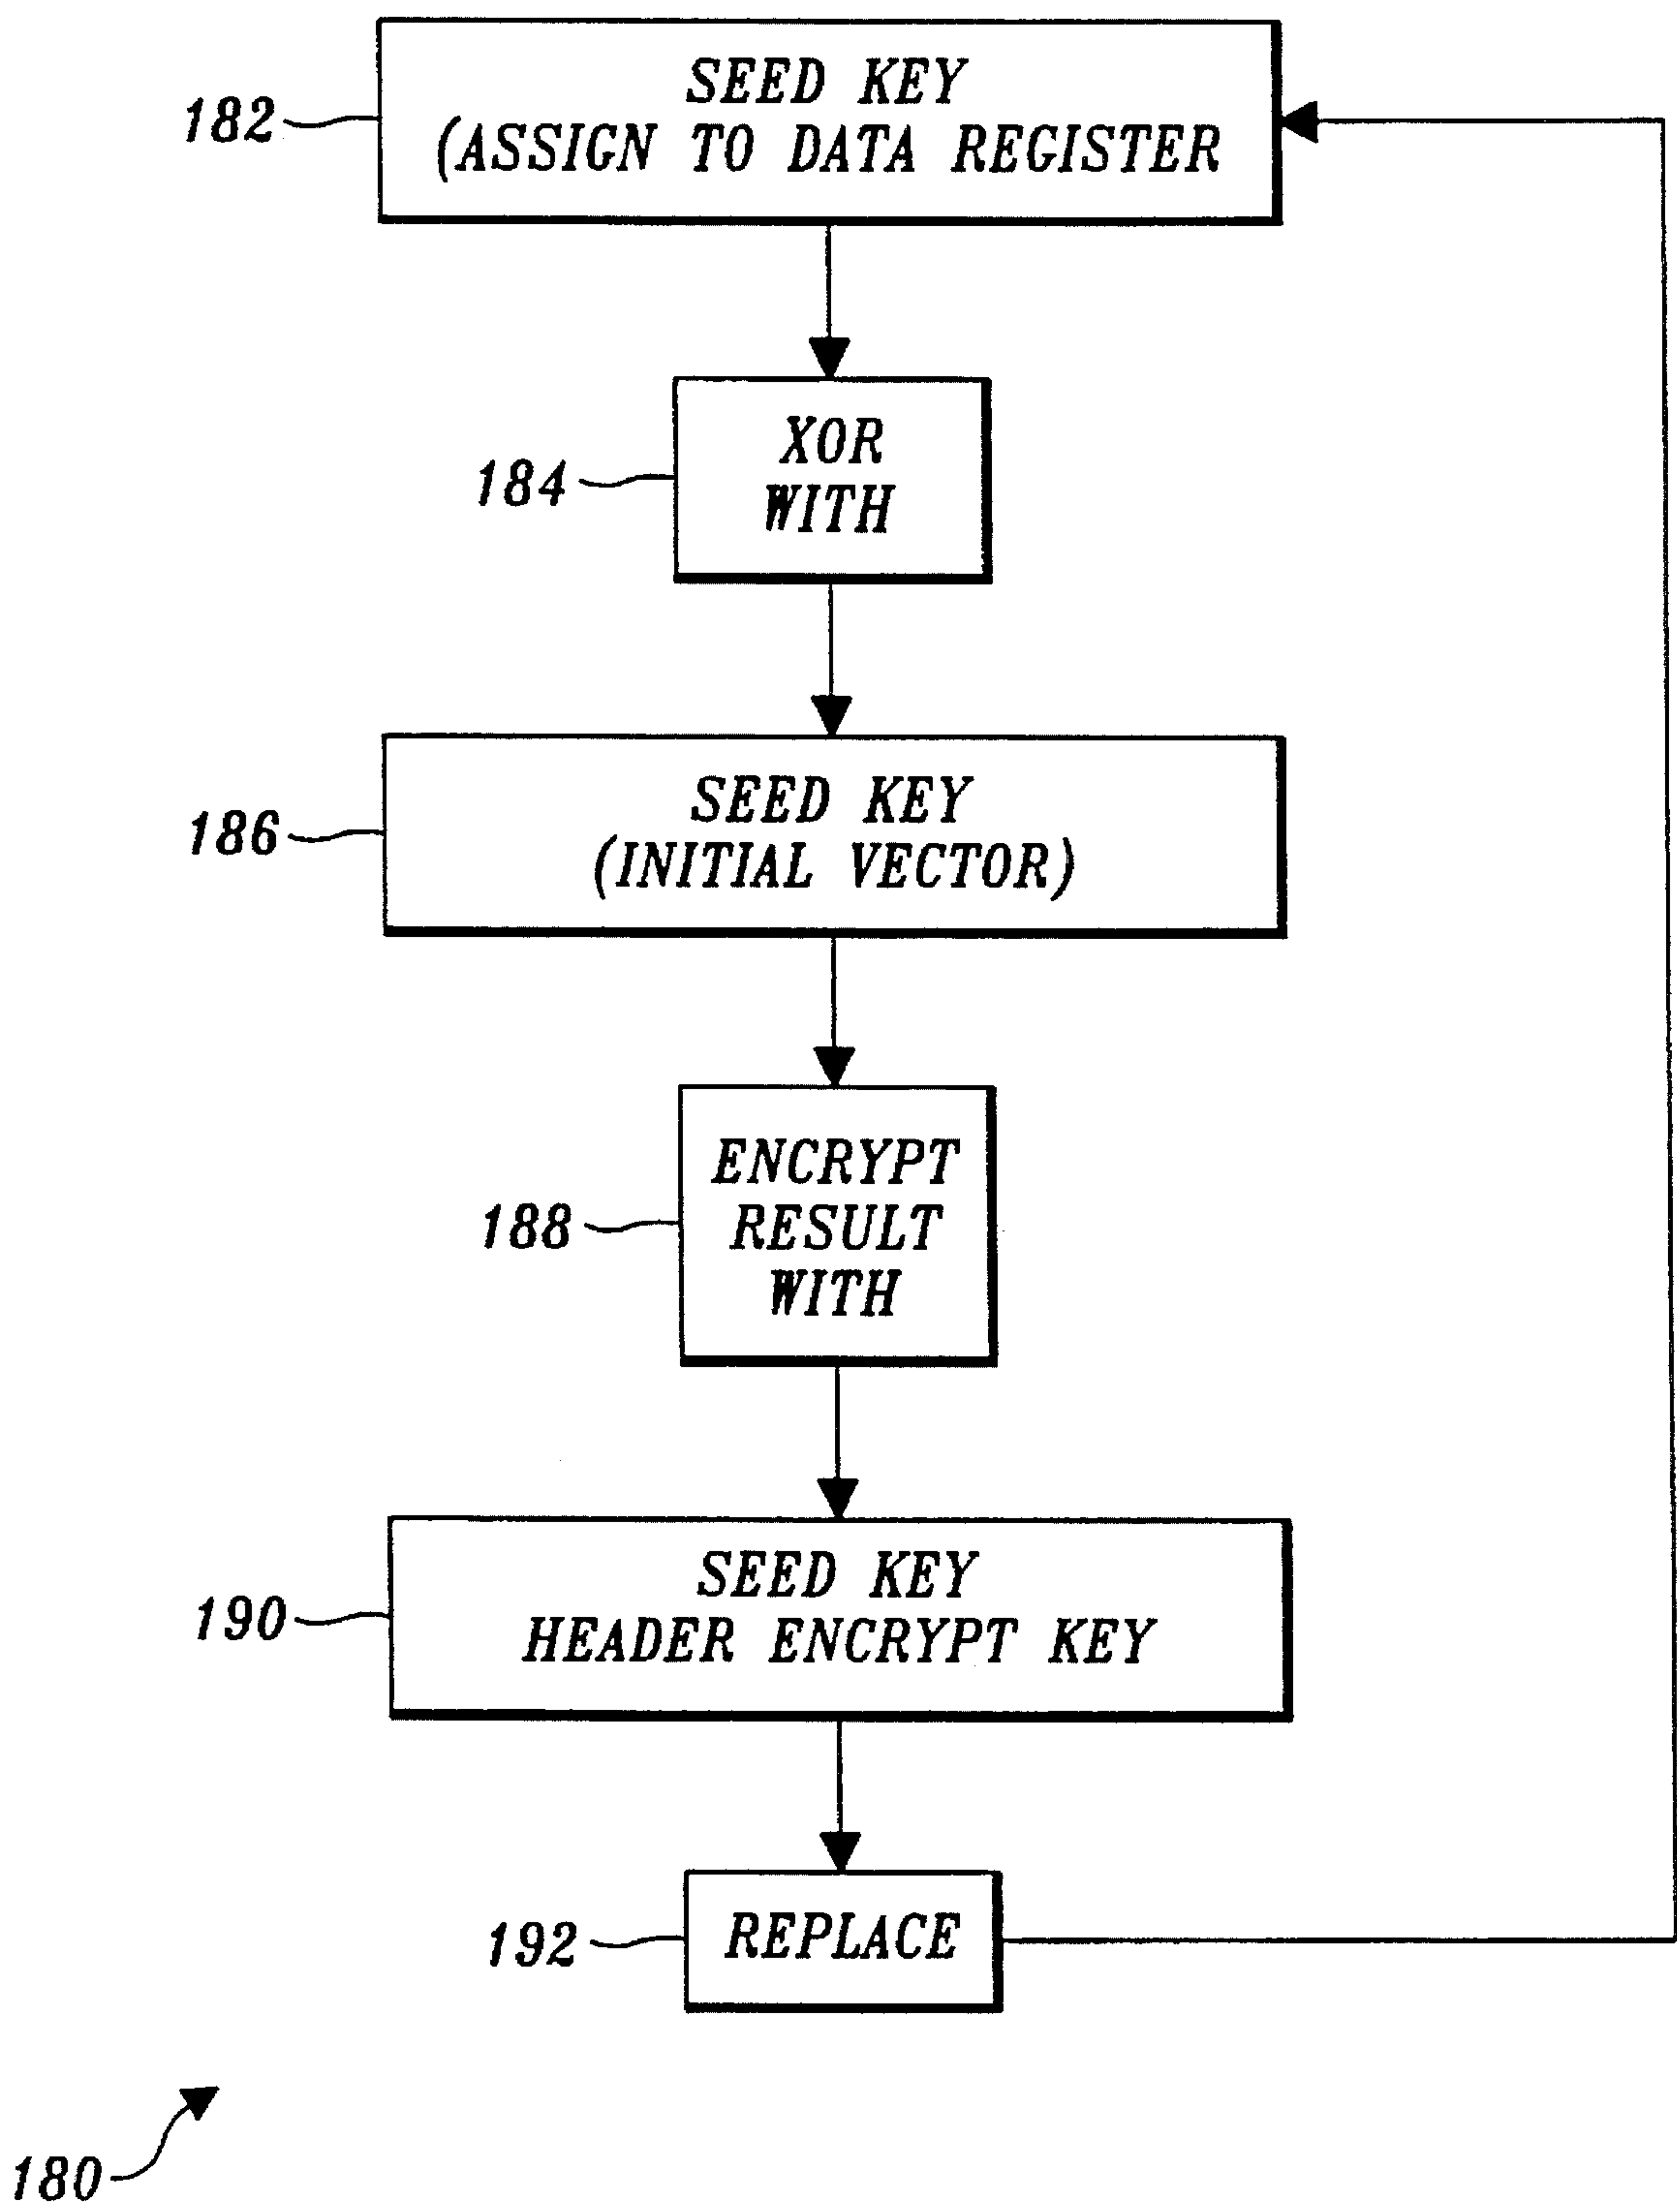 SEED KEY
182
(ASSIGN TO DATA REGISTER
XOR
184
WITH
SEED KEY
186
(INITIAL VECTOR)
ENCRYPT
188
RESULT
WITH
SEED KEY
190
HEADER ENCRYPT KEY
192
REPLACE
180